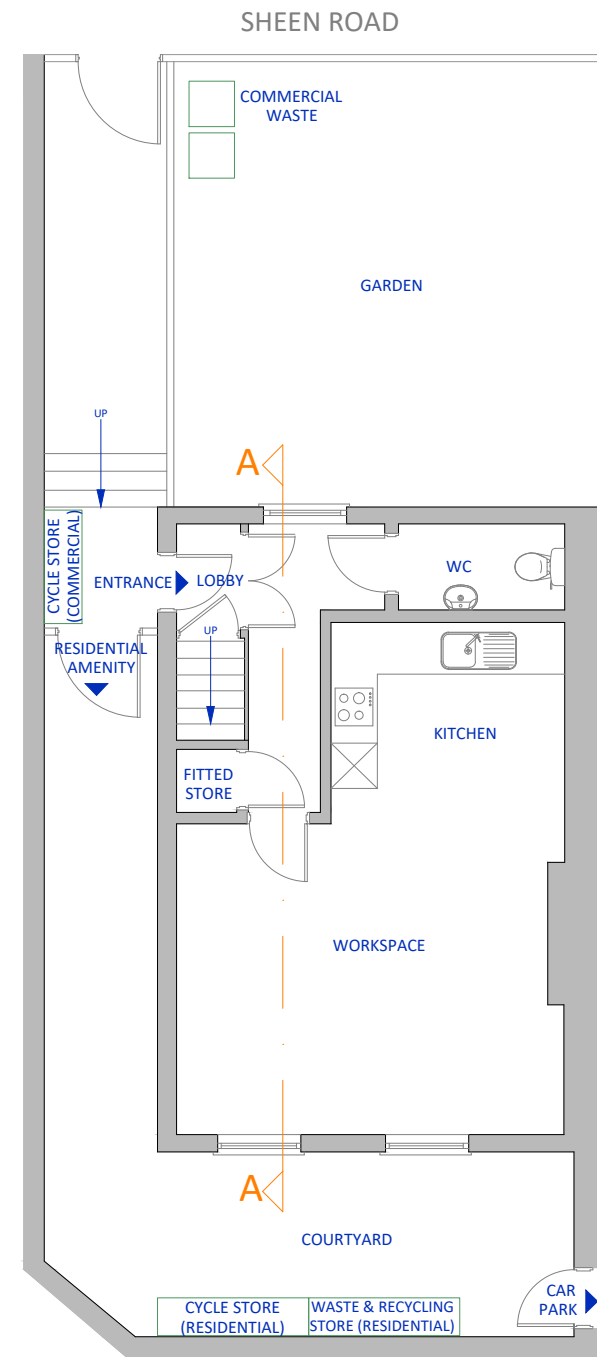 SHEEN ROAD
COMMERCIAL
WASTE
GARDEN
UP
A
CYCLE STORE
(COMMERCIAL)
ENTRANCE
LOBBY
WC
RESIDENTIAL
AMENITY
UP
KITCHEN
FITTED
STORE
WORKSPACE
A
COURTYARD
CYCLE STORE
(RESIDENTIAL)
WASTE & RECYCLING
STORE (RESIDENTIAL)
CAR
PARK